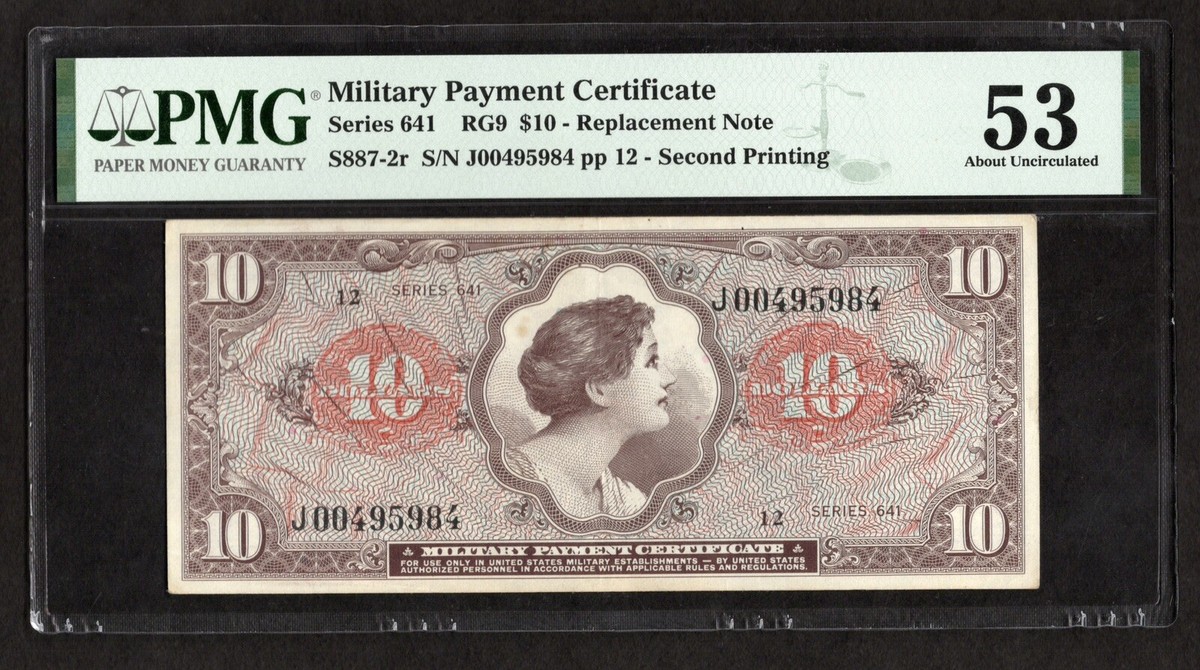 PMG®
PAPER MONEY GUARANTY
Military Payment Certificate
Series 641 RG9 $10 - Replacement Note
S887-2r S/N J00495984 pp 12 - Second Printing
53
About Uncirculated
10
10
12 SERIES 641
J00495984
10
10
J00495984
12 SERIES 641
10
10
MILITARY PAYMENT CERTIFICATE
FOR USE ONLY IN UNITED STATES MILITARY ESTABLISHMENTS — BY UNITED STATES
AUTHORIZED PERSONNEL IN ACCORDANCE WITH APPLICABLE RULES AND REGULATIONS.